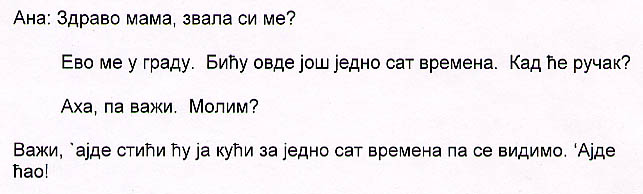 Ана: Здраво мама, звала си ме?
Ево ме у граду.  Бићу овде још једно сат времена.  Кад ће ручак?
Аха, па важи.  Молим?
Важи, `ајде стићи ћу ја кући за једно сат времена па се видимо. ‘Ајде
ћао!